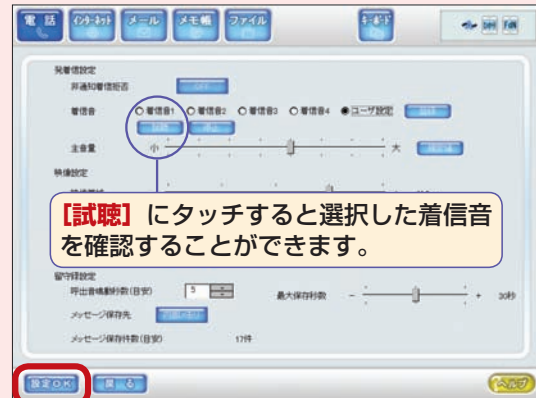 電話 インターネット メール メモ帳 ファイル キーボード
発着信設定
非通知着信拒否 OFF
着信音 着信音1 着信音2 着信音3 着信音4 ユーザ設定
試聴 停止
主音量 小 大
映像設定
[試聴] にタッチすると選択した着信音
を確認することができます。
留守録設定
呼出音鳴動秒数(目安) 5 最大保存秒数 - + 30秒
メッセージ保存先
メッセージ保存件数(目安) 17件
設定OK 戻る ヘルプ